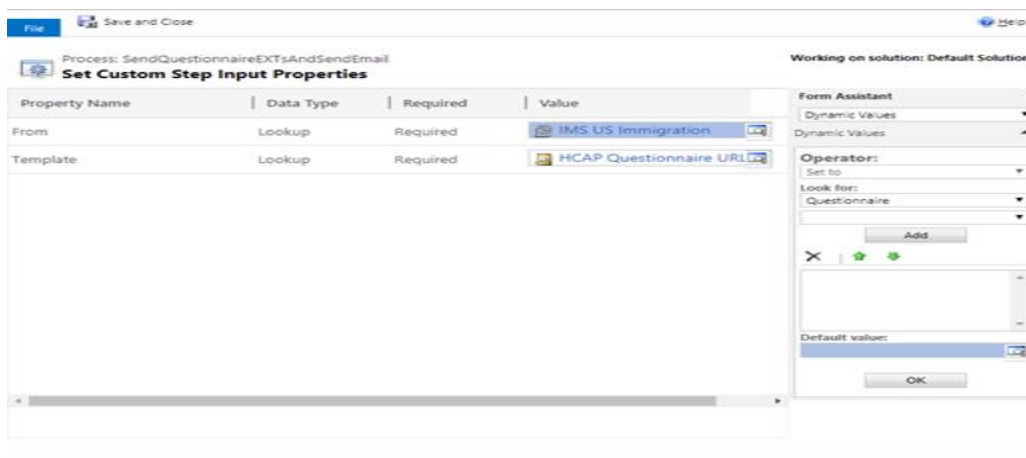 File
Save and Close
Help
Process: SendQuestionnaireEXTsAndSendEmail
Set Custom Step Input Properties
Working on solution: Default Solution
Property Name
Data Type
Required
Value
From
Lookup
Required
IMS US Immigration
Template
Lookup
Required
HCAP Questionnaire URL
Form Assistant
Dynamic Values
Dynamic Values
Operator:
Set to
Look for:
Questionnaire
Add
Default value:
OK